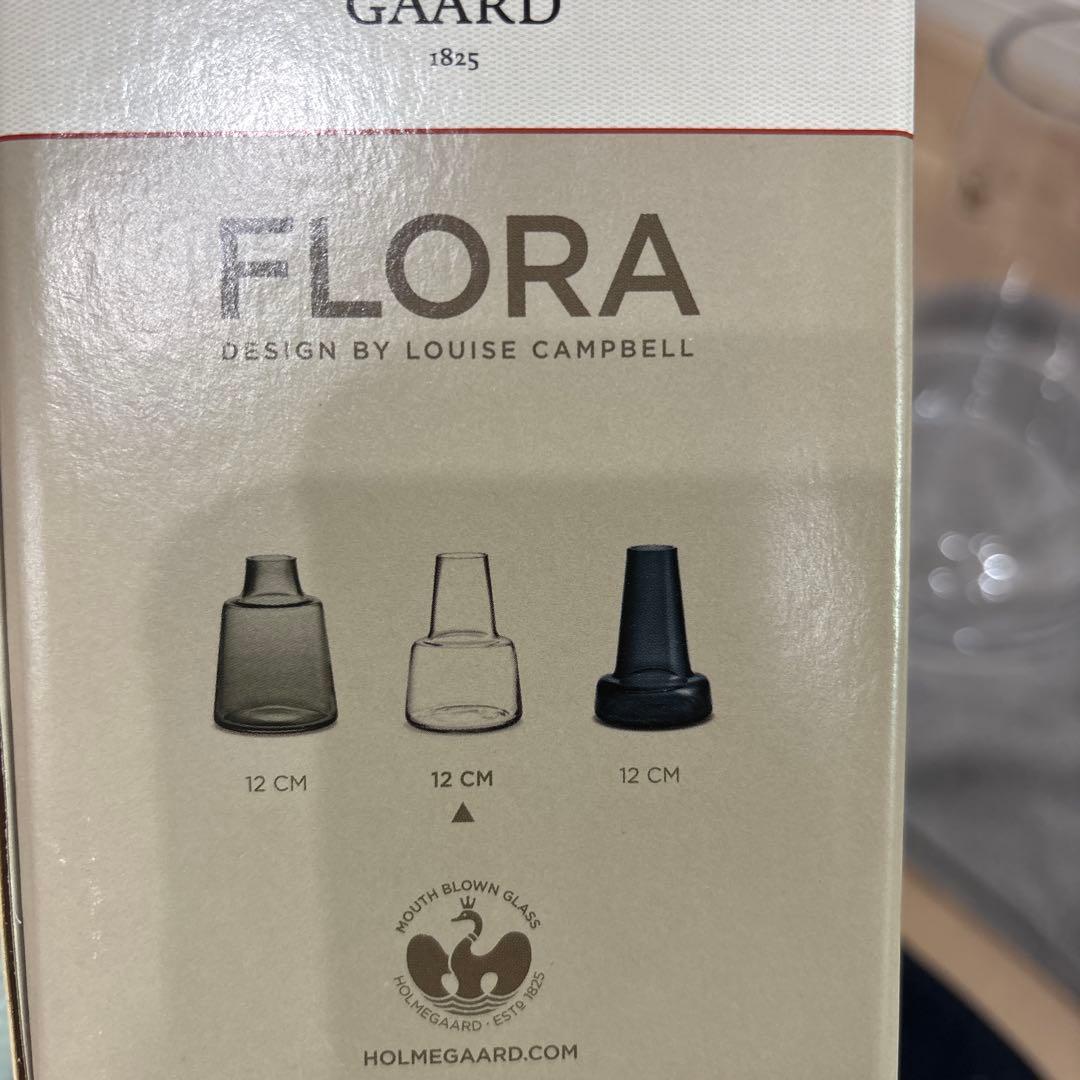 GAARD
1825
FLORA
DESIGN BY LOUISE CAMPBELL
12 CM
12 CM
12 CM
MOUTH BLOWN GLASS
HOLMEGAARD · ESTD 1825
HOLMEGAARD.COM